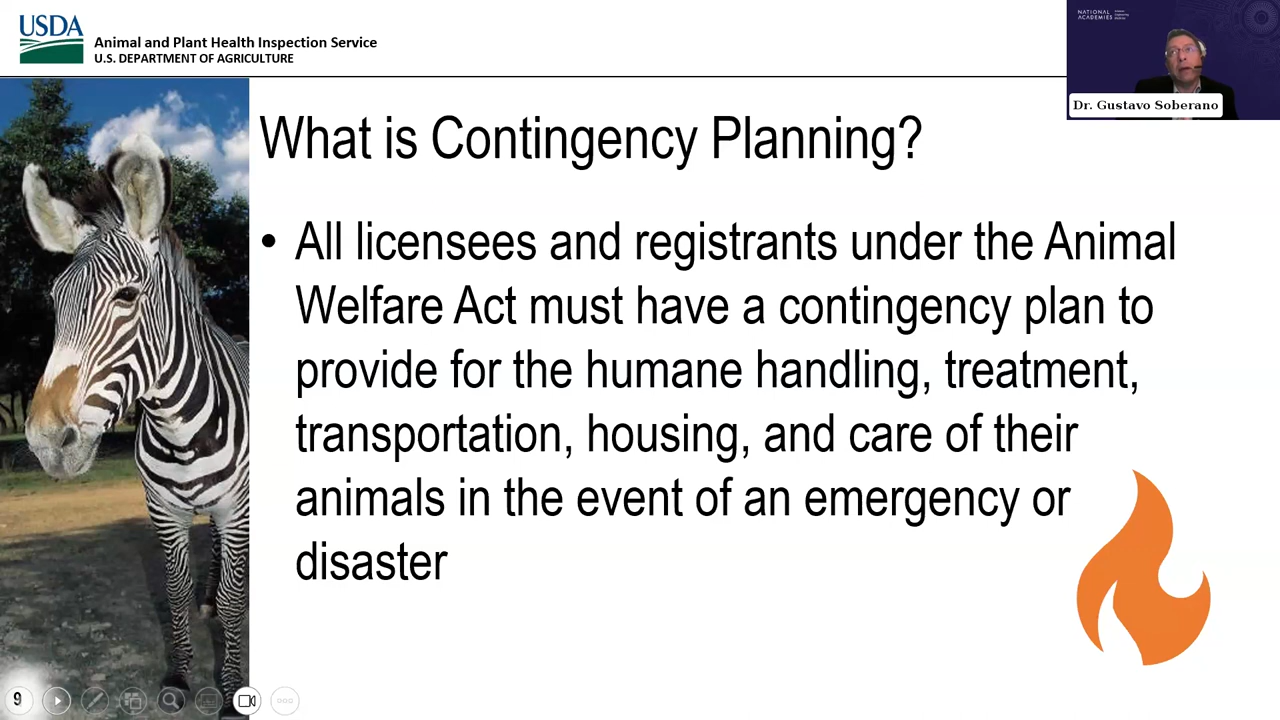 USDA
Animal and Plant Health Inspection Service
U.S. DEPARTMENT OF AGRICULTURE
NATIONAL
ACADEMIES
Dr. Gustavo Soberano
What is Contingency Planning?
• All licensees and registrants under the Animal
Welfare Act must have a contingency plan to
provide for the humane handling, treatment,
transportation, housing, and care of their
animals in the event of an emergency or
disaster
9